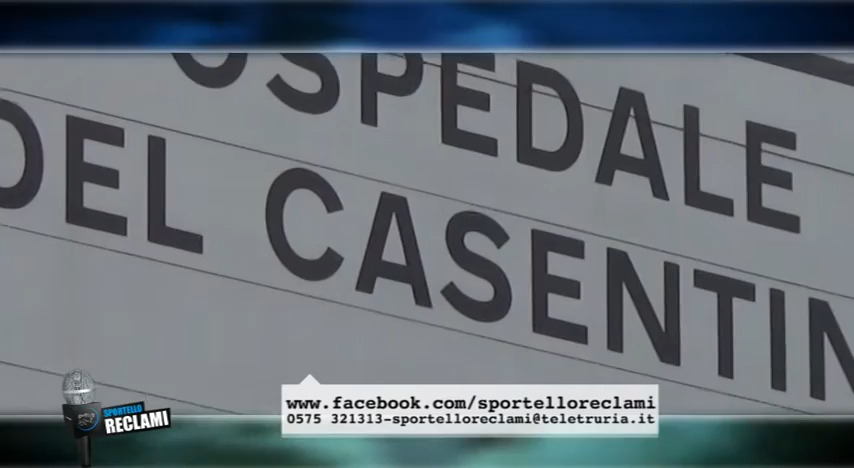 OSPEDALE
DEL CASENTIN
SPORTELLO
RECLAMI
www.facebook.com/sportelloreclami
0575 321313-sportelloreclami@teletruria.it